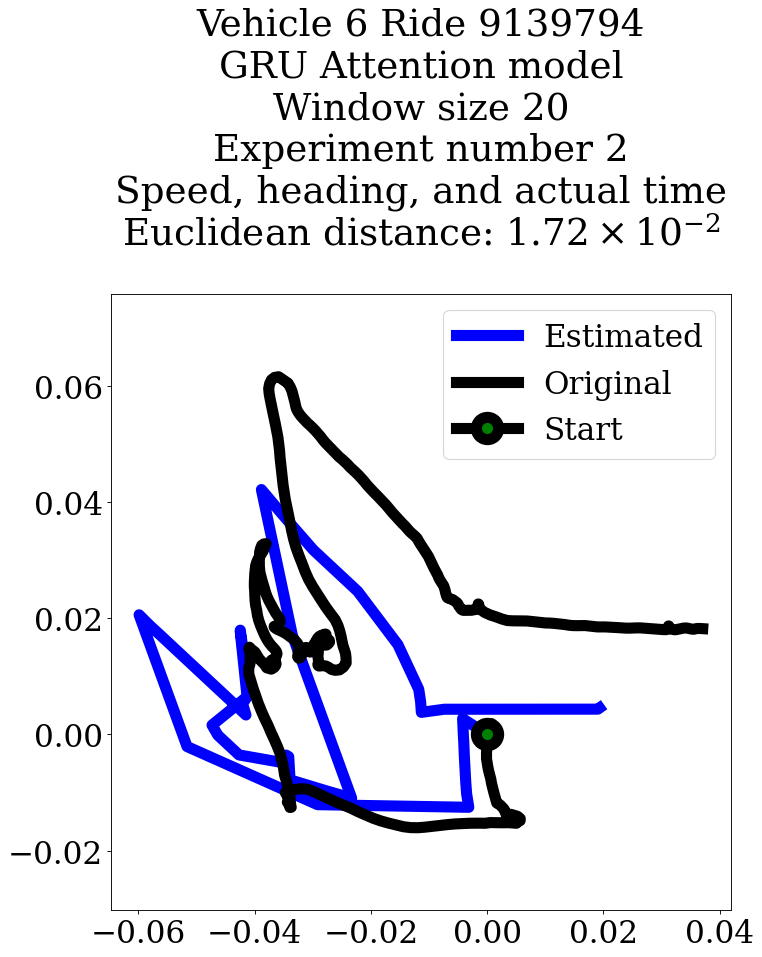 Vehicle 6 Ride 9139794
GRU Attention model
Window size 20
Experiment number 2
Speed, heading, and actual time
Euclidean distance: 1.72 × 10⁻²
Estimated
Original
Start
0.06
0.04
0.02
0.00
−0.02
−0.06 −0.04 −0.02 0.00 0.02 0.04